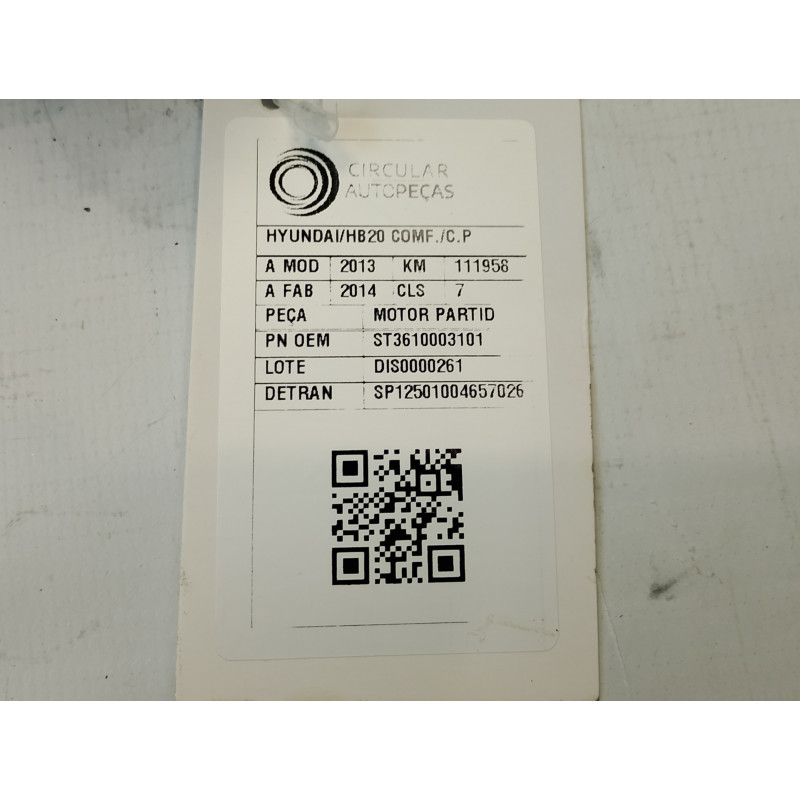 CIRCULAR
AUTOPEÇAS
HYUNDAI/HB20 COMF./C.P
A MOD 2013 KM 111958
A FAB 2014 CLS 7
PEÇA MOTOR PARTID
PN OEM ST3610003101
LOTE DIS0000261
DETRAN SP12501004657026